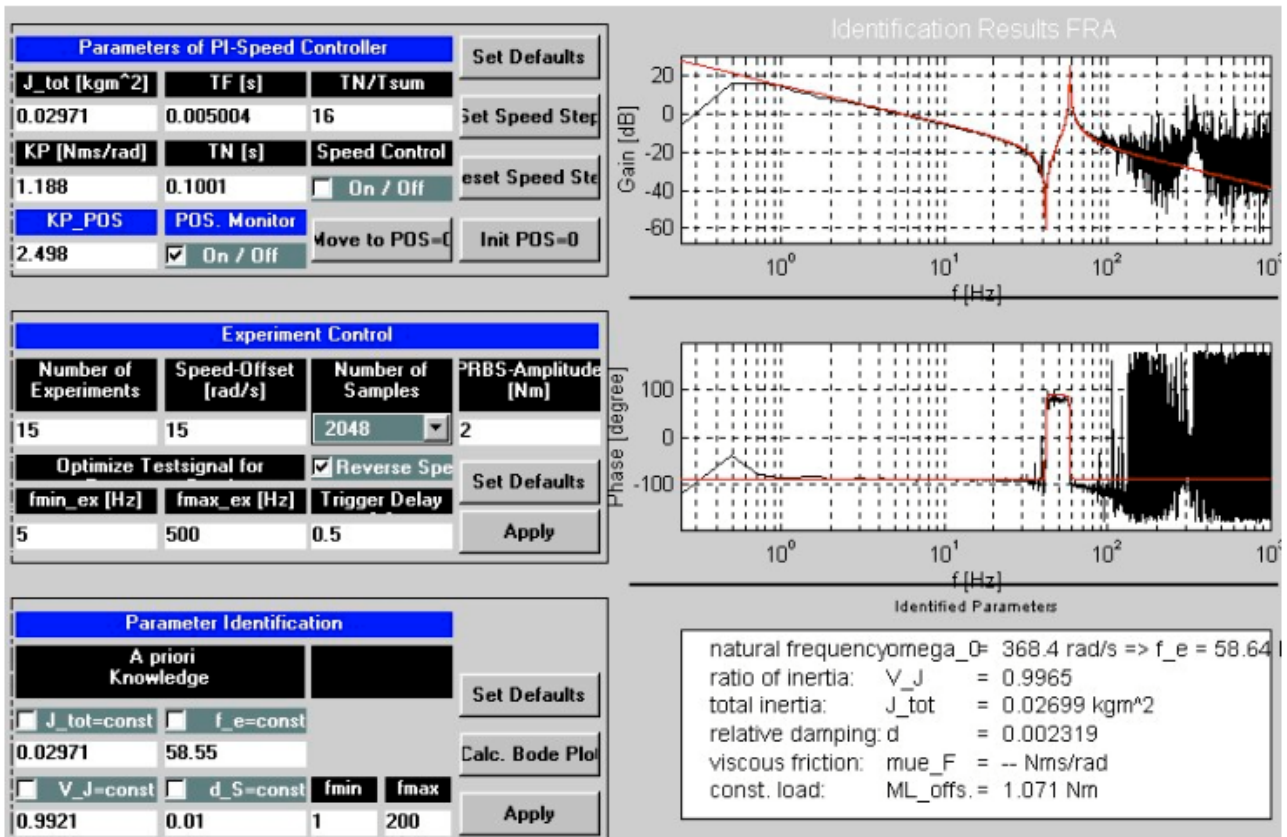 Parameters of PI-Speed Controller
Set Defaults
J_tot [kgm^2] TF [s] TN/Tsum
0.02971 0.005004 16
Set Speed Step
KP [Nms/rad] TN [s] Speed Control
1.188 0.1001 On / Off
eset Speed Ste
KP_POS POS. Monitor
2.498 On / Off
Move to POS=0 Init POS=0
Experiment Control
Number of Experiments
Speed-Offset [rad/s]
Number of Samples
PRBS-Amplitude [Nm]
15 15 2048 2
Optimize Testsignal for
Reverse Spe
Set Defaults
fmin_ex [Hz] fmax_ex [Hz] Trigger Delay
5 500 0.5
Apply
Parameter Identification
A priori
Knowledge
Set Defaults
J_tot=const f_e=const
0.02971 58.55
Calc. Bode Plot
V_J=const d_S=const fmin fmax
0.9921 0.01 1 200
Apply
Identification Results FRA
Gain [dB]
20
0
-20
-40
-60
10^0 10^1 10^2 10^3
f [Hz]
Phase [degree]
100
0
-100
10^0 10^1 10^2 10^3
f [Hz]
Identified Parameters
natural frequencyomega_0= 368.4 rad/s => f_e = 58.64
ratio of inertia: V_J = 0.9965
total inertia: J_tot = 0.02699 kgm^2
relative damping: d = 0.002319
viscous friction: mue_F = -- Nms/rad
const. load: ML_offs. = 1.071 Nm